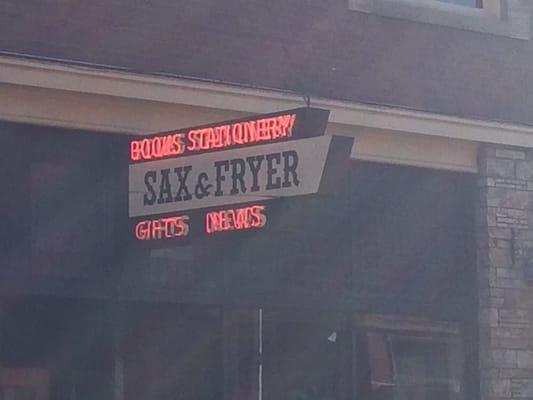 BOOKS STATIONERY
SAX & FRYER
GIFTS NEWS